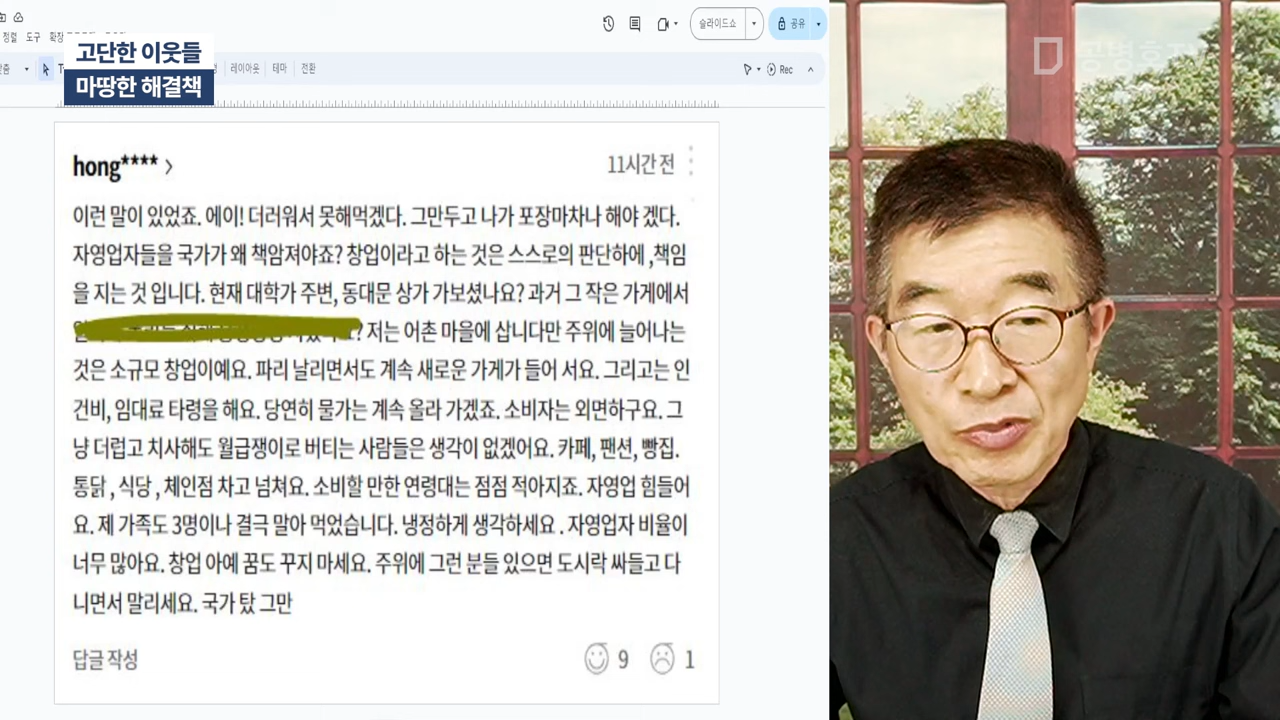 정렬 도구
슬라이드쇼
공유
고단한 이웃들
마땅한 해결책
레이아웃 테마 전환
Rec
hong**** >
11시간 전
이런 말이 있었죠. 에이! 더러워서 못해먹겠다. 그만두고 나가 포장마차나 해야 겠다.
자영업자들을 국가가 왜 책암져야죠? 창업이라고 하는 것은 스스로의 판단하에 ,책임
을 지는 것 입니다. 현재 대학가 주변, 동대문 상가 가보셨나요? 과거 그 작은 가게에서
? 저는 어촌 마을에 삽니다만 주위에 늘어나는
것은 소규모 창업이예요. 파리 날리면서도 계속 새로운 가게가 들어 서요. 그리고는 인
건비, 임대료 타령을 해요. 당연히 물가는 계속 올라 가겠죠. 소비자는 외면하구요. 그
냥 더럽고 치사해도 월급쟁이로 버티는 사람들은 생각이 없겠어요. 카페, 팬션, 빵집.
통닭 , 식당 , 체인점 차고 넘쳐요. 소비할 만한 연령대는 점점 적아지죠. 자영업 힘들어
요. 제 가족도 3명이나 결극 말아 먹었습니다. 냉정하게 생각하세요 . 자영업자 비율이
너무 많아요. 창업 아예 꿈도 꾸지 마세요. 주위에 그런 분들 있으면 도시락 싸들고 다
니면서 말리세요. 국가 탔 그만
답글 작성
9
1